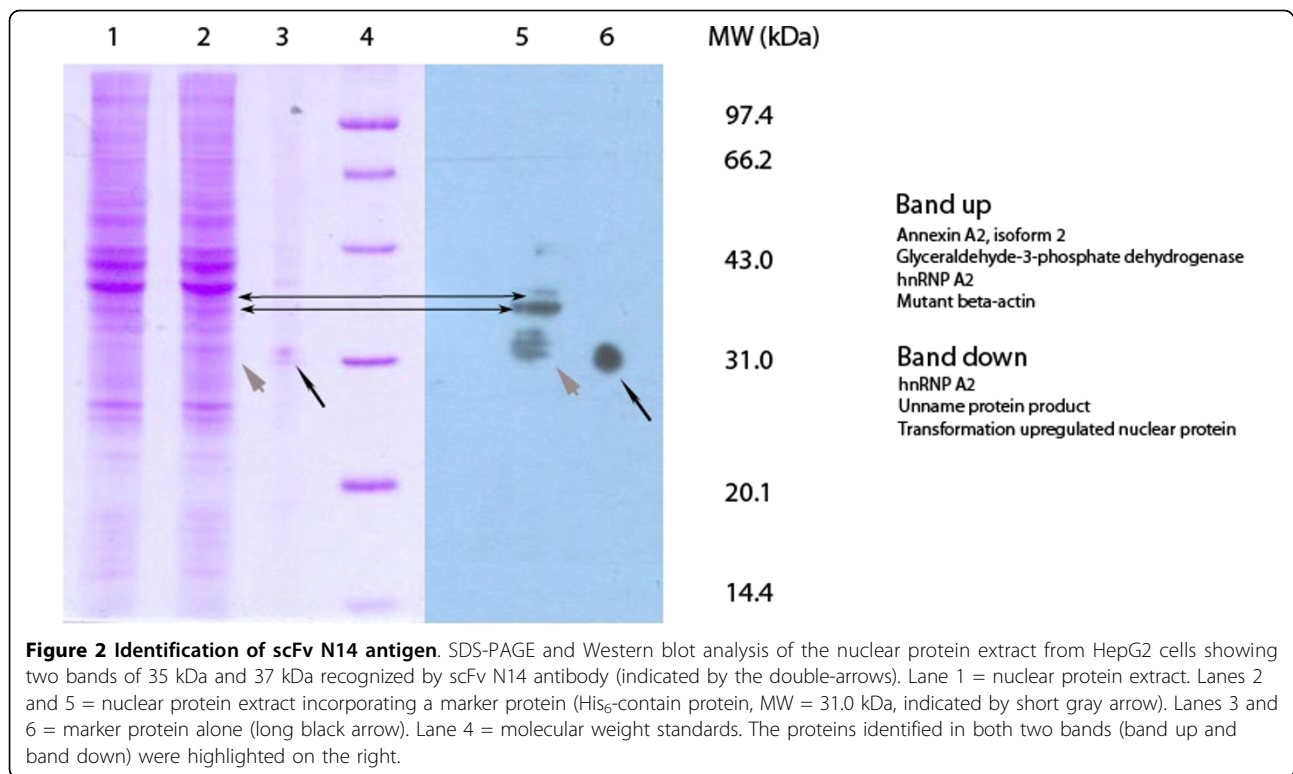 1 2 3 4 5 6 MW (kDa)
97.4
66.2
Band up
Annexin A2, isoform 2
Glyceraldehyde-3-phosphate dehydrogenase
43.0
hnRNP A2
Mutant beta-actin
Band down
31.0
hnRNP A2
Unname protein product
Transformation upregulated nuclear protein
20.1
14.4
Figure 2 Identification of scFv N14 antigen. SDS-PAGE and Western blot analysis of the nuclear protein extract from HepG2 cells showing
two bands of 35 kDa and 37 kDa recognized by scFv N14 antibody (indicated by the double-arrows). Lane 1 = nuclear protein extract. Lanes 2
and 5 = nuclear protein extract incorporating a marker protein (His₆-contain protein, MW = 31.0 kDa, indicated by short gray arrow). Lanes 3 and
6 = marker protein alone (long black arrow). Lane 4 = molecular weight standards. The proteins identified in both two bands (band up and
band down) were highlighted on the right.